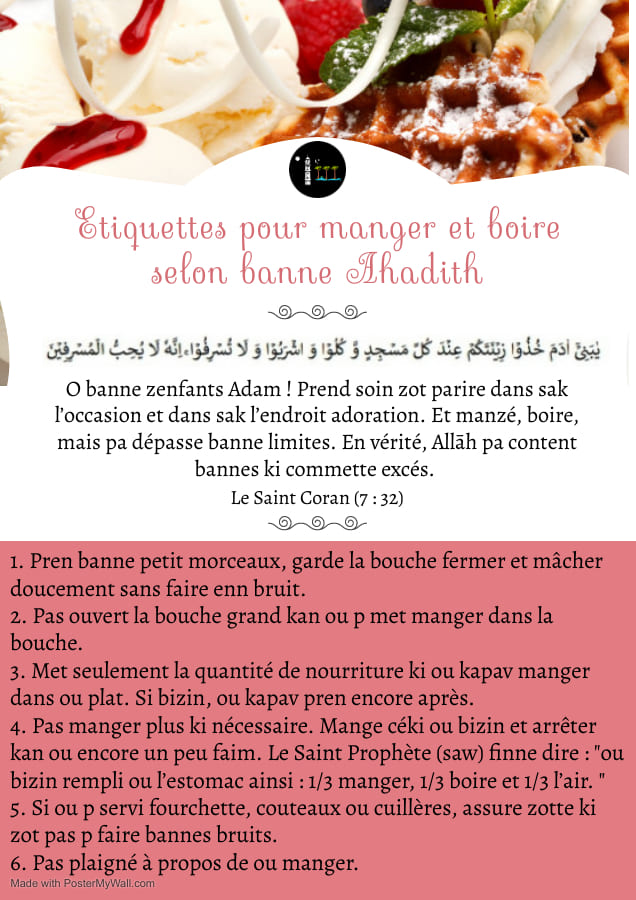 Etiquettes pour manger et boire
selon banne Ahadith
يٰبَنِيْٓ اٰدَمَ خُذُوْا زِيْنَتَكُمْ عِنْدَ كُلِّ مَسْجِدٍ وَّ كُلُوْا وَ اشْرَبُوْا وَ لَا تُسْرِفُوْا ۚ اِنَّهٗ لَا يُحِبُّ الْمُسْرِفِيْنَ
O banne zenfants Adam ! Prend soin zot parire dans sak
l’occasion et dans sak l’endroit adoration. Et manzé, boire,
mais pa dépasse banne limites. En vérité, Allāh pa content
bannes ki commette excés.
Le Saint Coran (7 : 32)
1. Pren banne petit morceaux, garde la bouche fermer et mâcher
doucement sans faire enn bruit.
2. Pas ouvert la bouche grand kan ou p met manger dans la
bouche.
3. Met seulement la quantité de nourriture ki ou kapav manger
dans ou plat. Si bizin, ou kapav pren encore après.
4. Pas manger plus ki nécessaire. Mange céki ou bizin et arrêter
kan ou encore un peu faim. Le Saint Prophète (saw) finne dire : "ou
bizin rempli ou l’estomac ainsi : 1/3 manger, 1/3 boire et 1/3 l’air. "
5. Si ou p servi fourchette, couteaux ou cuillères, assure zotte ki
zot pas p faire bannes bruits.
6. Pas plaigné à propos de ou manger.
Made with PosterMyWall.com